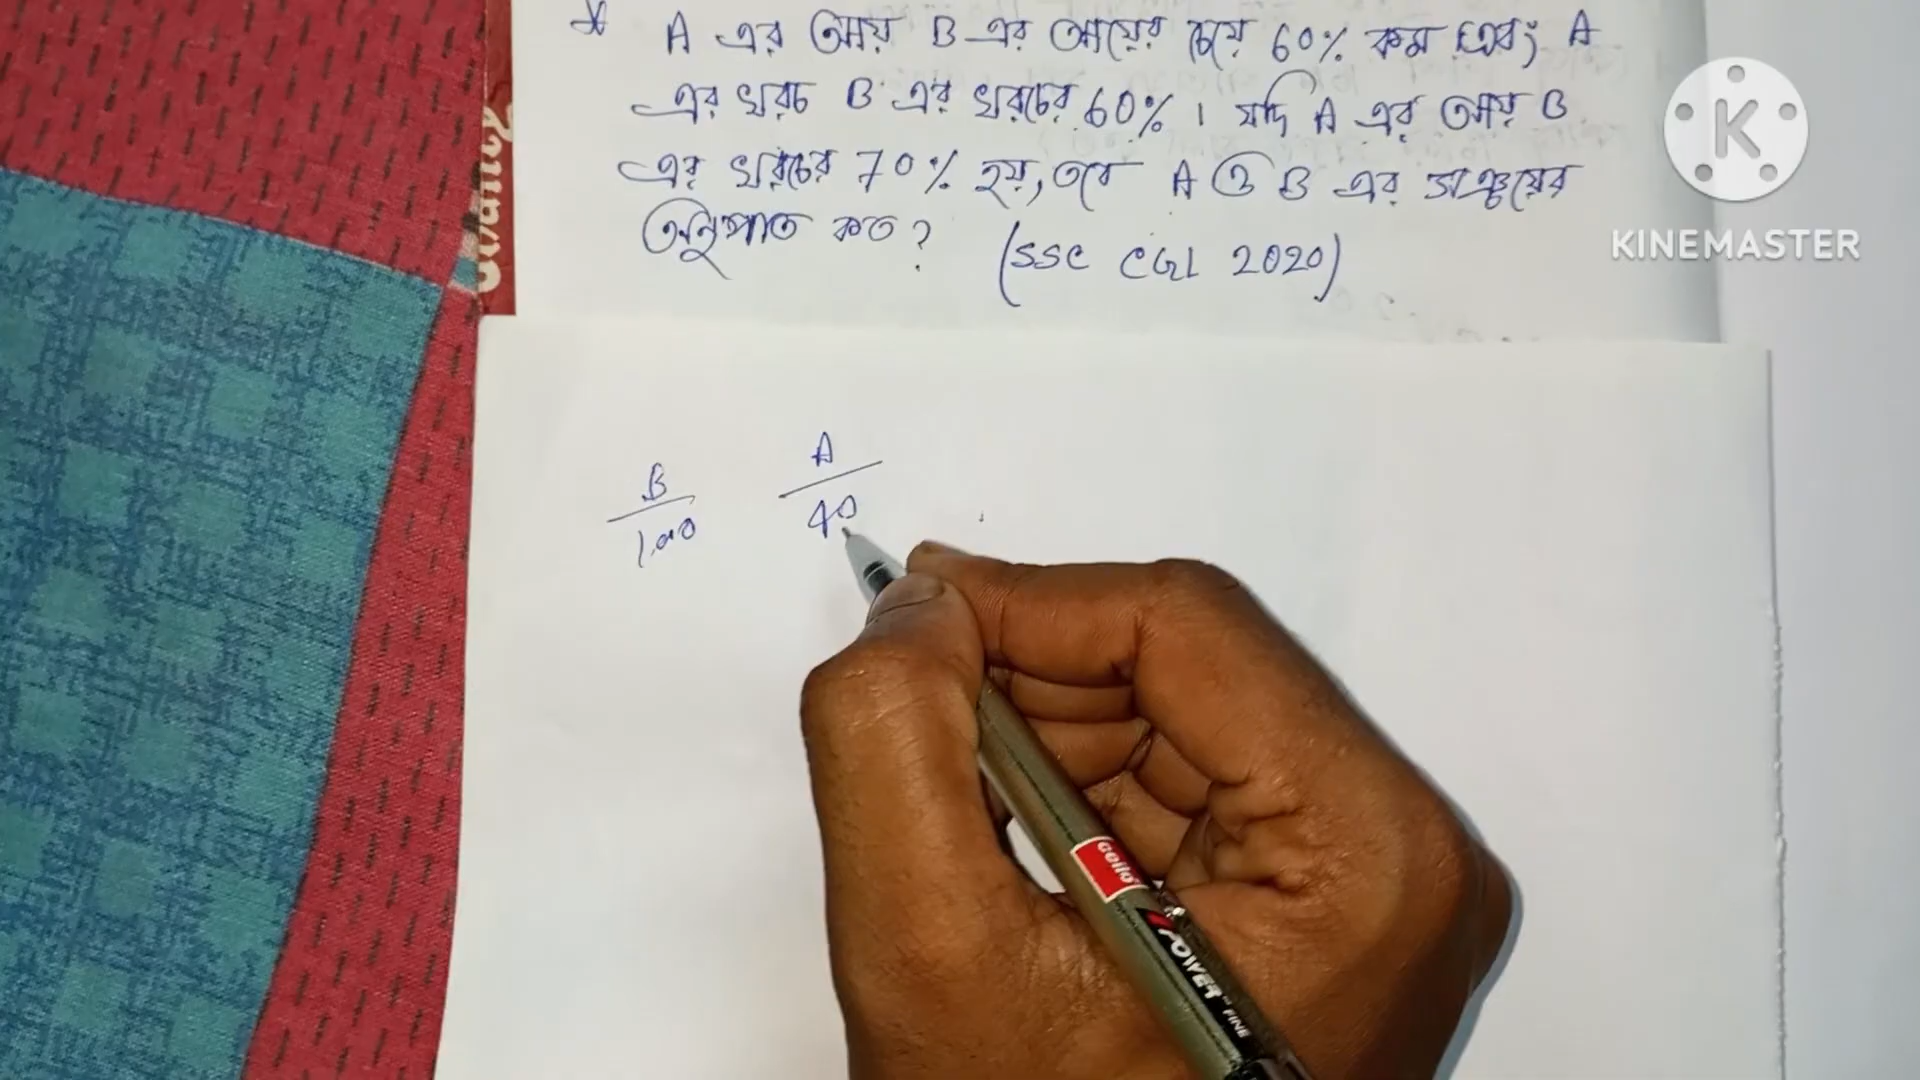 A এর আয় B এর আয়ের চেয়ে 60% কম এবং A
এর খরচ B এর খরচের 60% । যদি A এর আয় B
এর খরচের 70% হয়, তবে A ও B এর সঞ্চয়ের
অনুপাত কত ? (SSC CGL 2020)
K
KINEMASTER
B A
100 40
cello
POWER
FINE